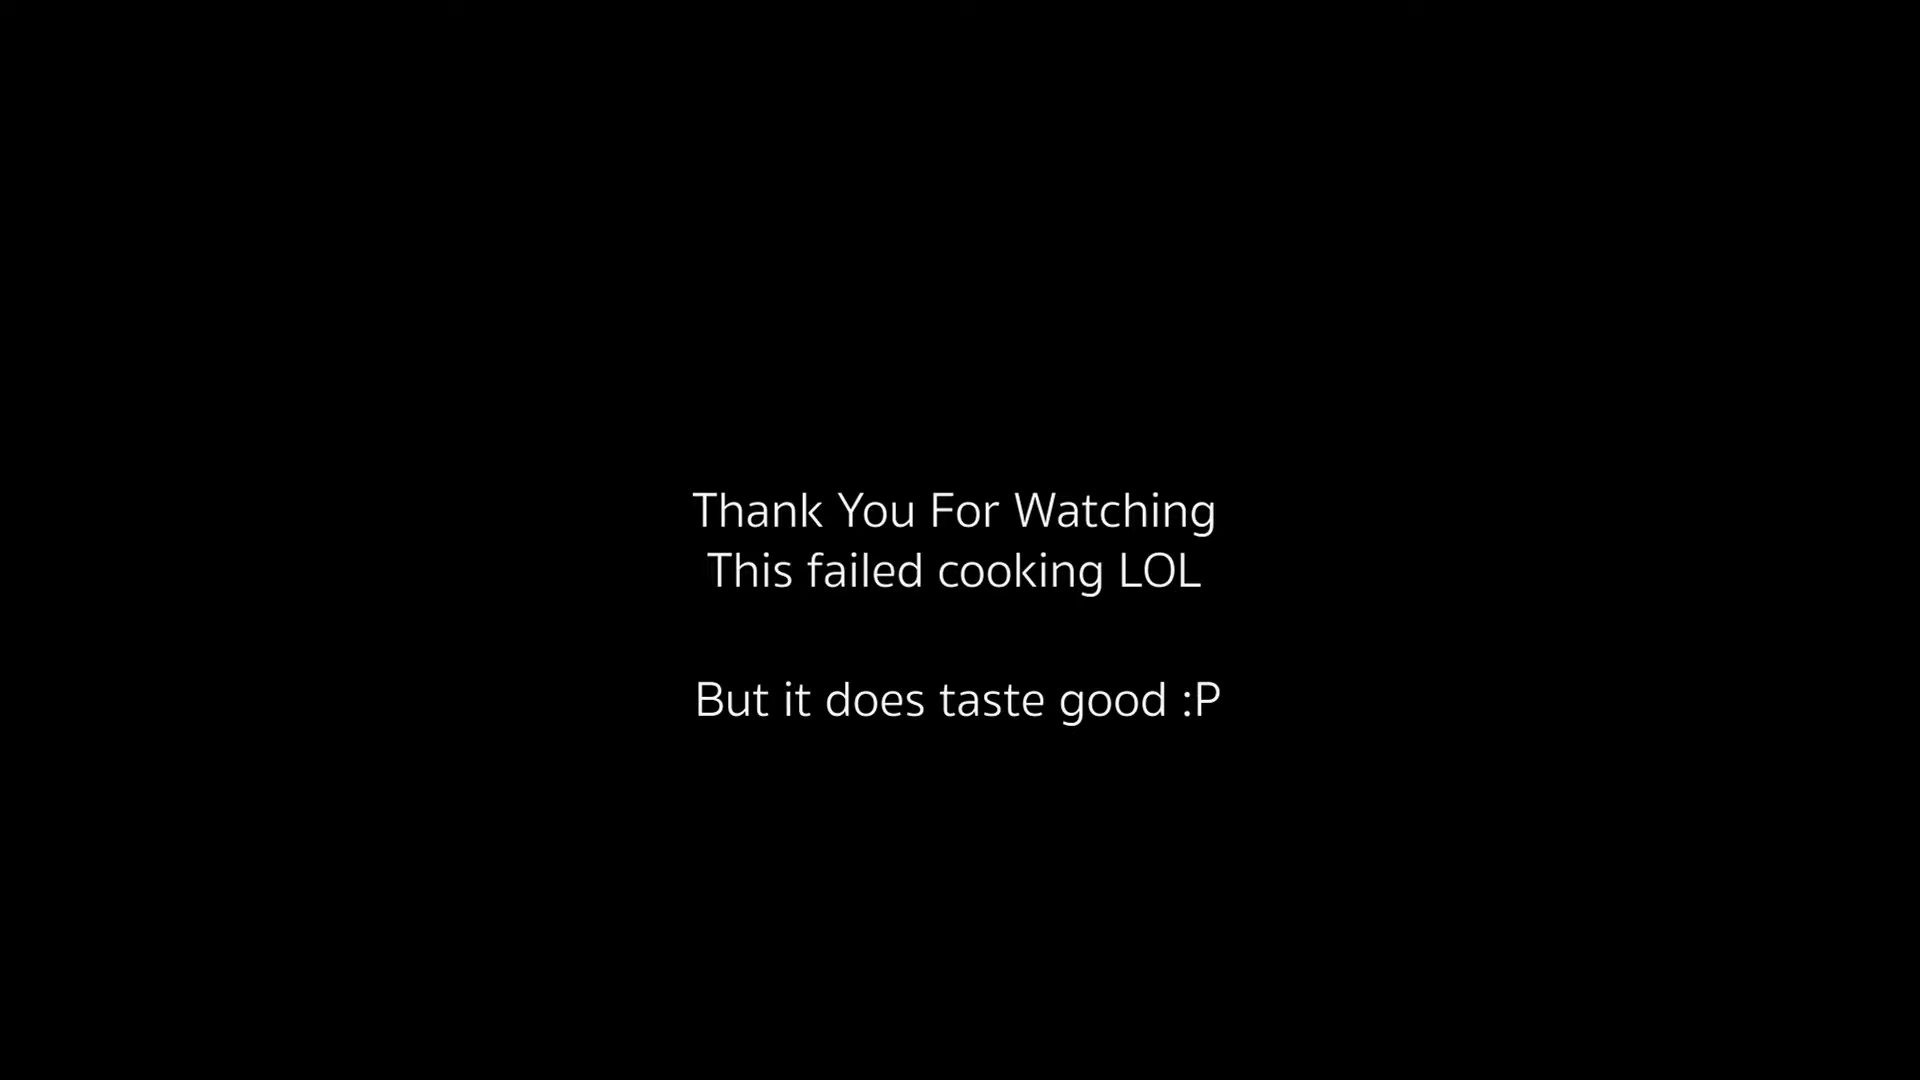 Thank You For Watching
This failed cooking LOL
But it does taste good :P